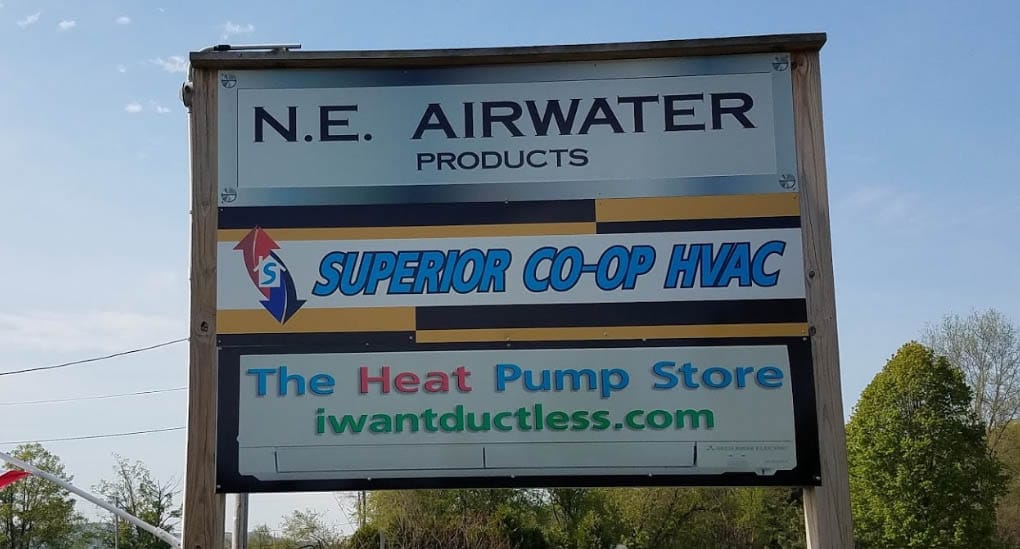 N.E. AIRWATER
PRODUCTS
S SUPERIOR CO-OP HVAC
The Heat Pump Store
iwantductless.com